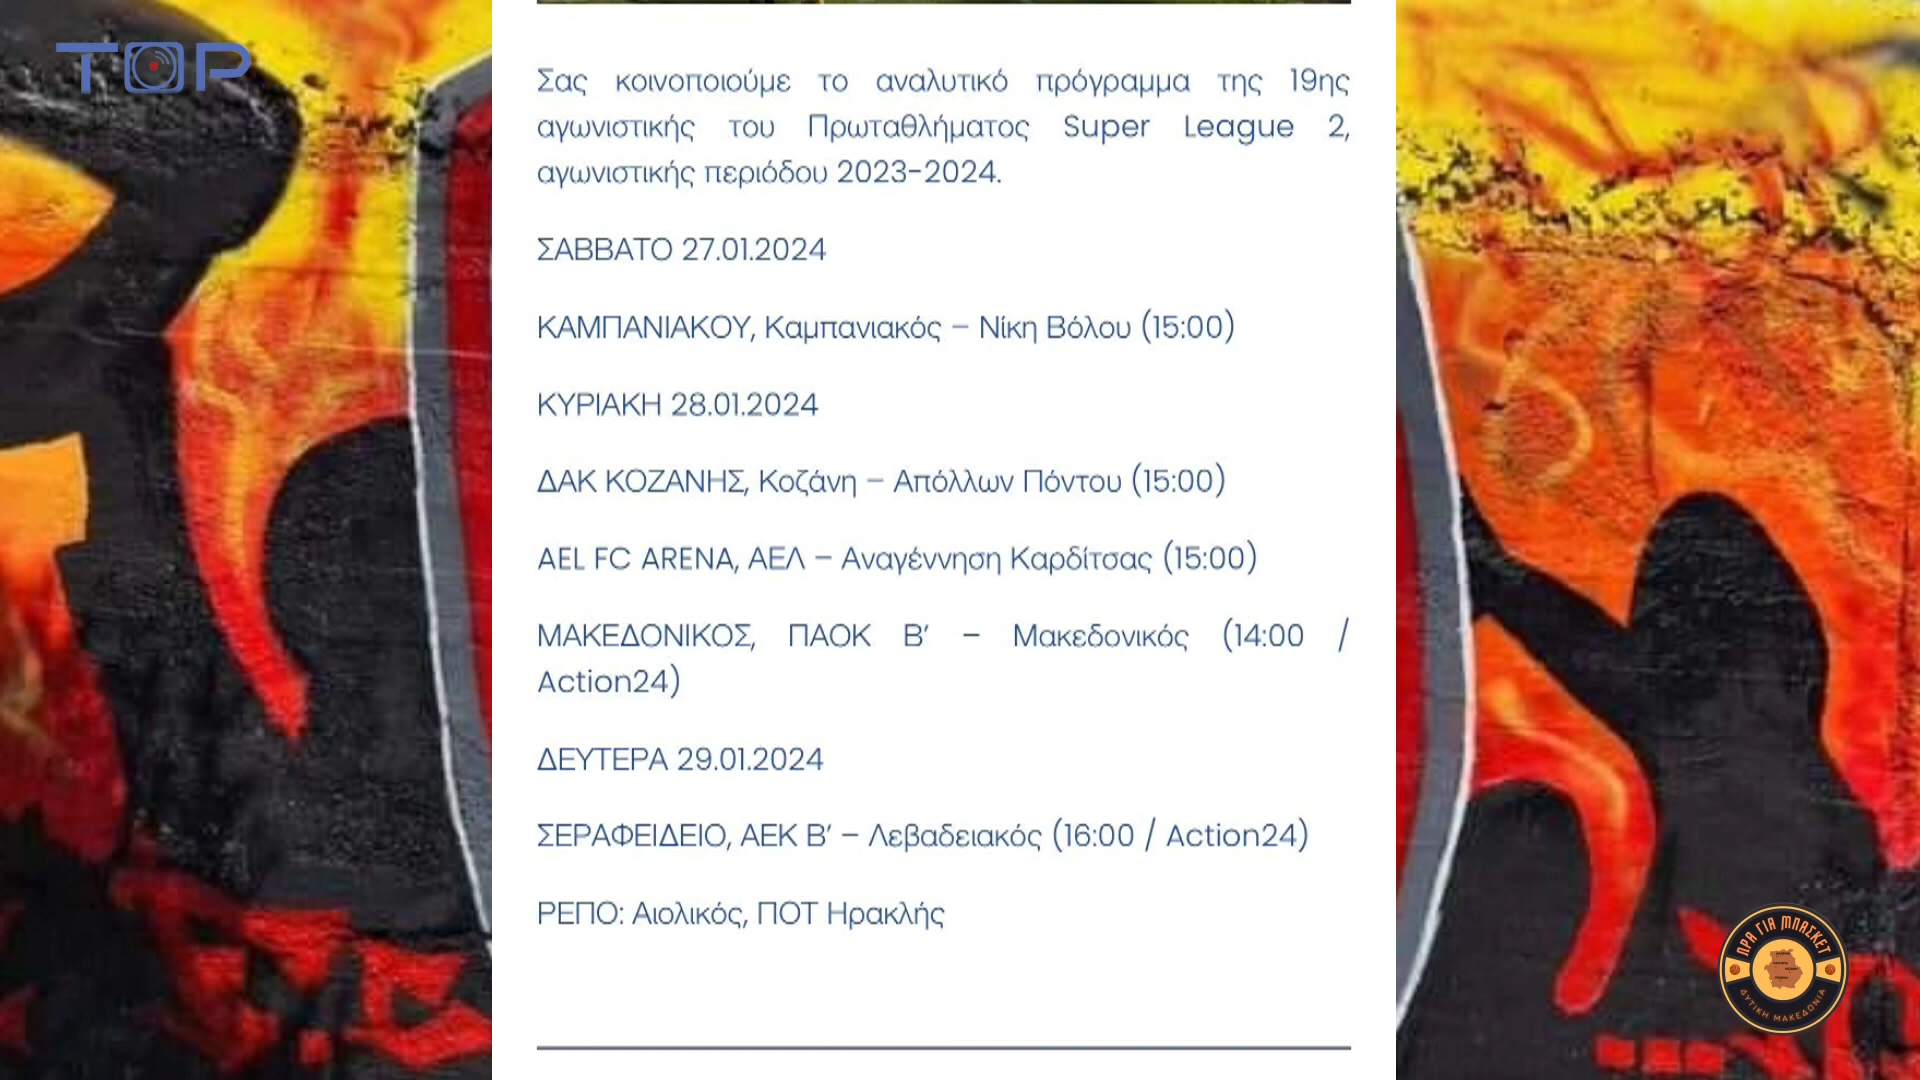 TOP
Σας κοινοποιούμε το αναλυτικό πρόγραμμα της 19ης
αγωνιστικής του Πρωταθλήματος Super League 2,
αγωνιστικής περιόδου 2023-2024.
ΣΑΒΒΑΤΟ 27.01.2024
ΚΑΜΠΑΝΙΑΚΟΥ, Καμπανιακός – Νίκη Βόλου (15:00)
ΚΥΡΙΑΚΗ 28.01.2024
ΔΑΚ ΚΟΖΑΝΗΣ, Κοζάνη – Απόλλων Πόντου (15:00)
AEL FC ARENA, ΑΕΛ – Αναγέννηση Καρδίτσας (15:00)
ΜΑΚΕΔΟΝΙΚΟΣ, ΠΑΟΚ Β’ – Μακεδονικός (14:00 /
Action24)
ΔΕΥΤΕΡΑ 29.01.2024
ΣΕΡΑΦΕΙΔΕΙΟ, ΑΕΚ Β’ – Λεβαδειακός (16:00 / Action24)
ΡΕΠΟ: Αιολικός, ΠΟΤ Ηρακλής
ΩΡΑ ΓΙΑ ΜΠΑΣΚΕΤ
ΔΥΤΙΚΗ ΜΑΚΕΔΟΝΙΑ